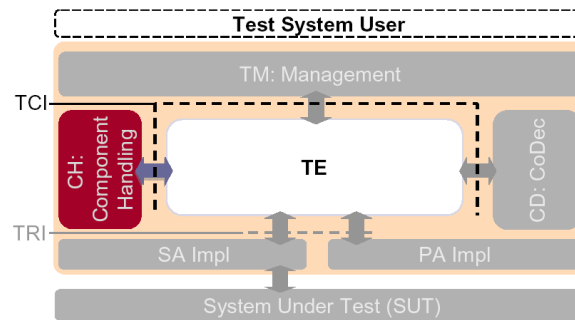 Test System User
TM: Management
TCI
CH:
Component
Handling
TE
CD: CoDec
TRI
SA Impl
PA Impl
System Under Test (SUT)